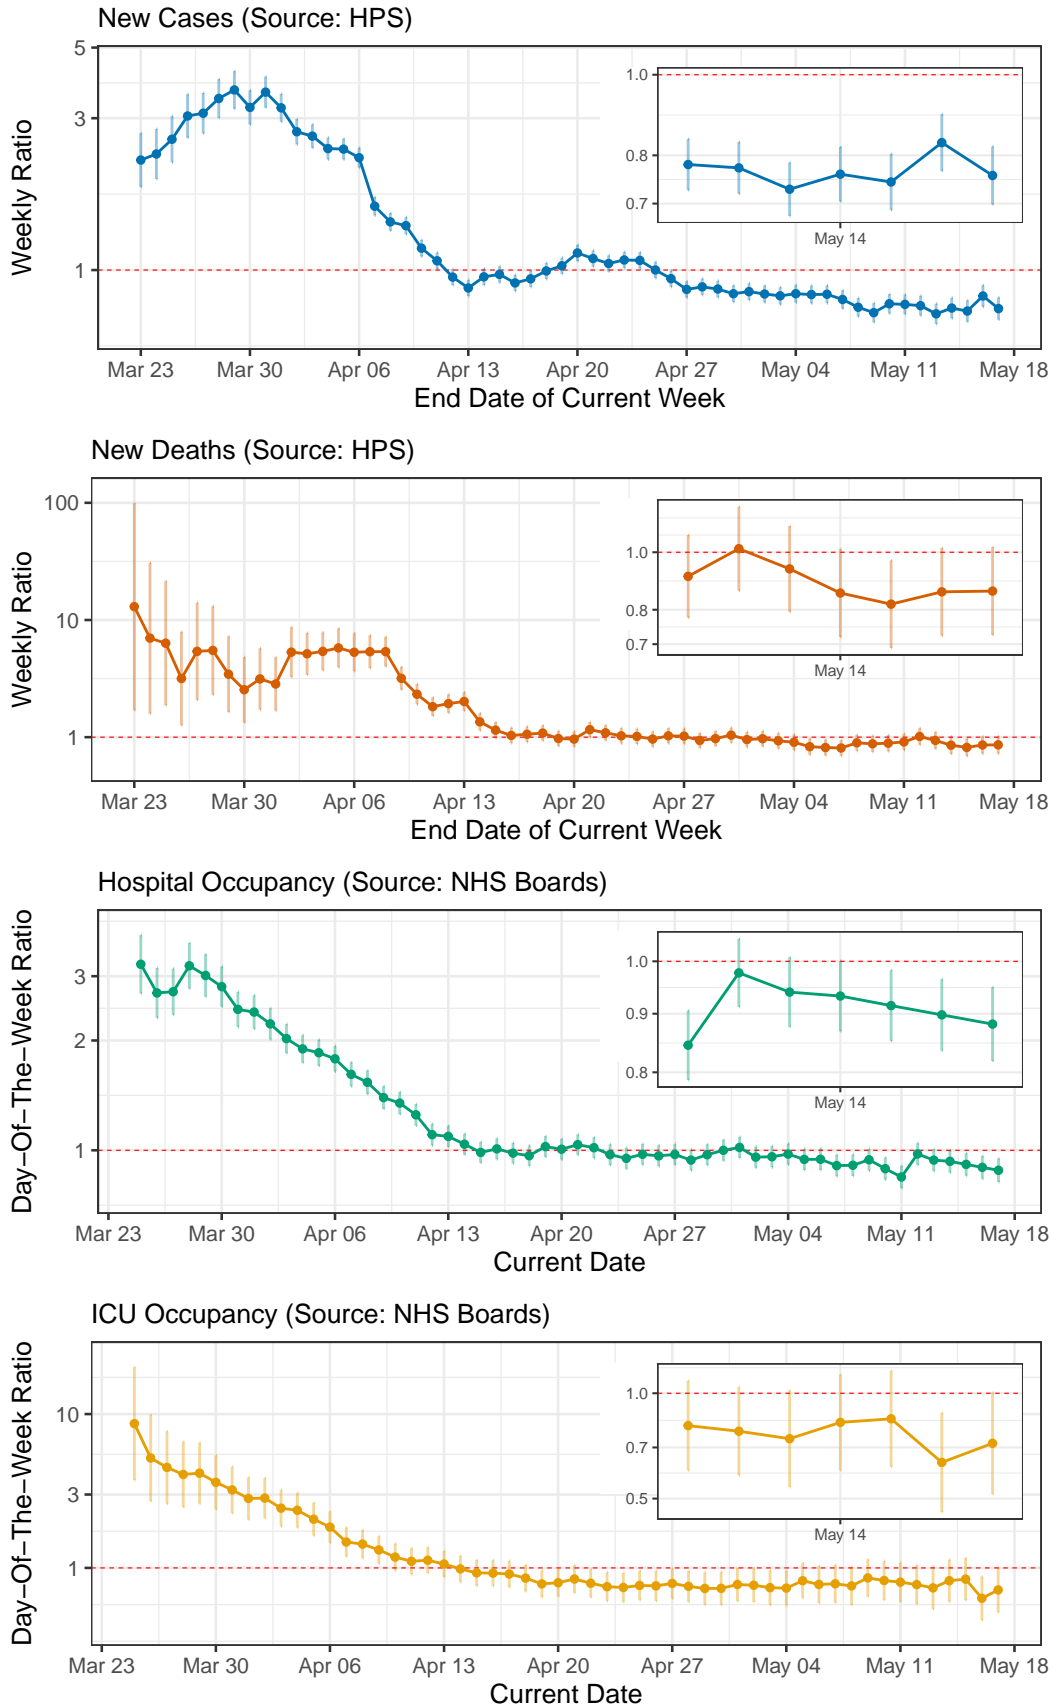 New Cases (Source: HPS)
Weekly Ratio
5
3
1
1.0
0.8
0.7
May 14
Mar 23 Mar 30 Apr 06 Apr 13 Apr 20 Apr 27 May 04 May 11 May 18
End Date of Current Week
New Deaths (Source: HPS)
Weekly Ratio
100
10
1
1.0
0.8
0.7
May 14
Mar 23 Mar 30 Apr 06 Apr 13 Apr 20 Apr 27 May 04 May 11 May 18
End Date of Current Week
Hospital Occupancy (Source: NHS Boards)
Day−Of−The−Week Ratio
3
2
1
1.0
0.9
0.8
May 14
Mar 23 Mar 30 Apr 06 Apr 13 Apr 20 Apr 27 May 04 May 11 May 18
Current Date
ICU Occupancy (Source: NHS Boards)
Day−Of−The−Week Ratio
10
3
1
1.0
0.7
0.5
May 14
Mar 23 Mar 30 Apr 06 Apr 13 Apr 20 Apr 27 May 04 May 11 May 18
Current Date